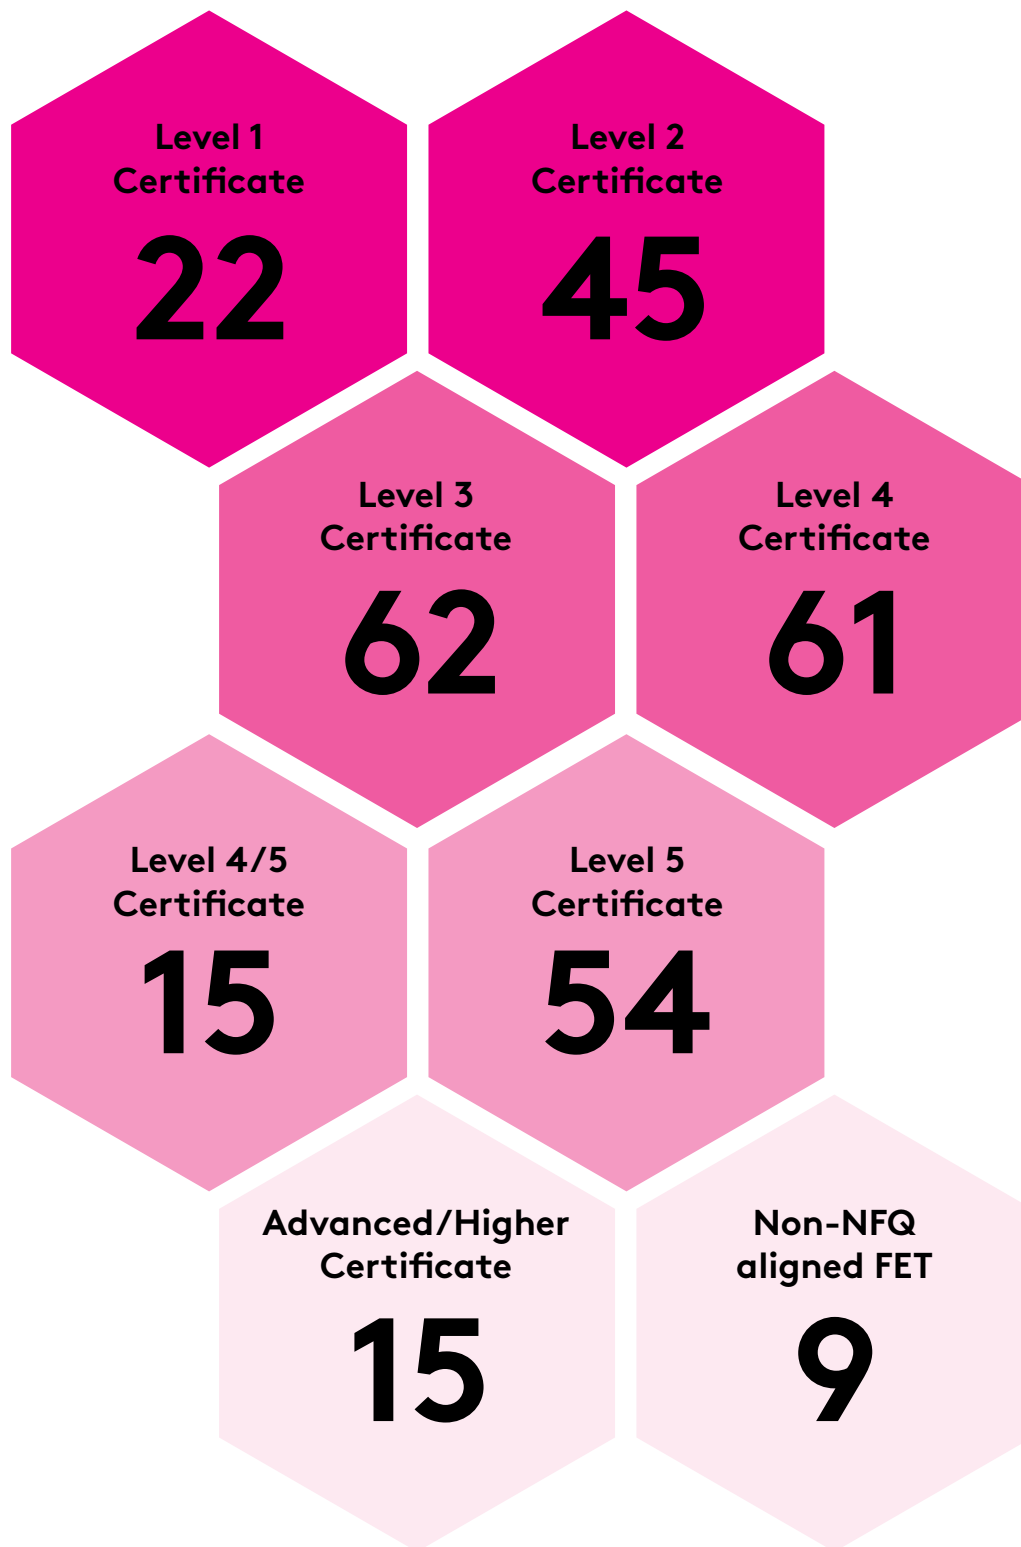 Level 1
Certificate
22
Level 2
Certificate
45
Level 3
Certificate
62
Level 4
Certificate
61
Level 4/5
Certificate
15
Level 5
Certificate
54
Advanced/Higher
Certificate
15
Non-NFQ
aligned FET
9